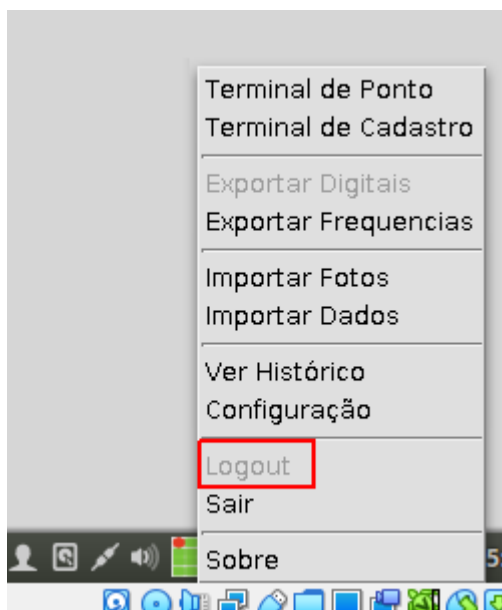 Terminal de Ponto
Terminal de Cadastro
Exportar Digitais
Exportar Frequencias
Importar Fotos
Importar Dados
Ver Histórico
Configuração
Logout
Sair
Sobre
5